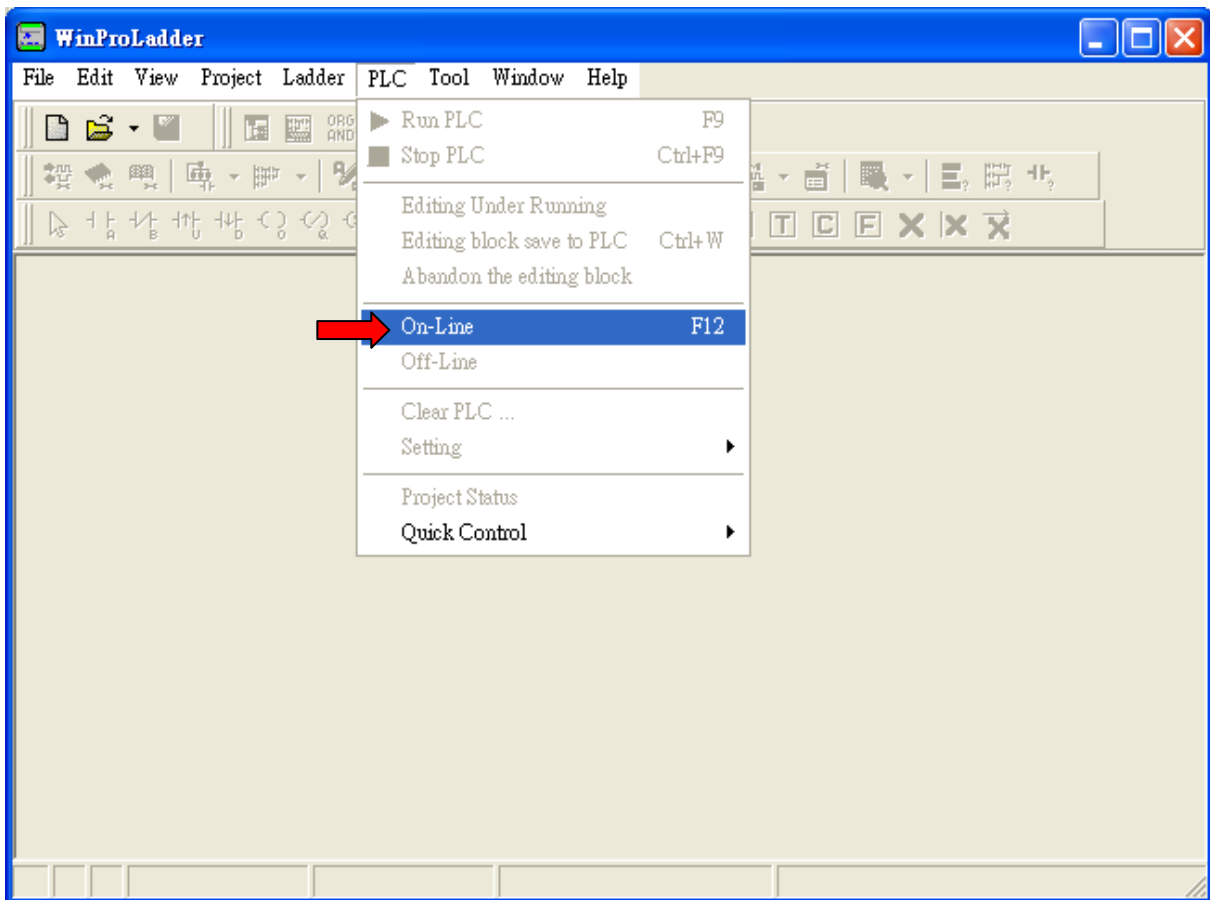 WinProLadder
File Edit View Project Ladder PLC Tool Window Help
Run PLC F9
Stop PLC Ctrl+F9
Editing Under Running
Editing block save to PLC Ctrl+W
Abandon the editing block
On-Line F12
Off-Line
Clear PLC ...
Setting
Project Status
Quick Control
ORG
AND
A B U D O Q
T C F X X X